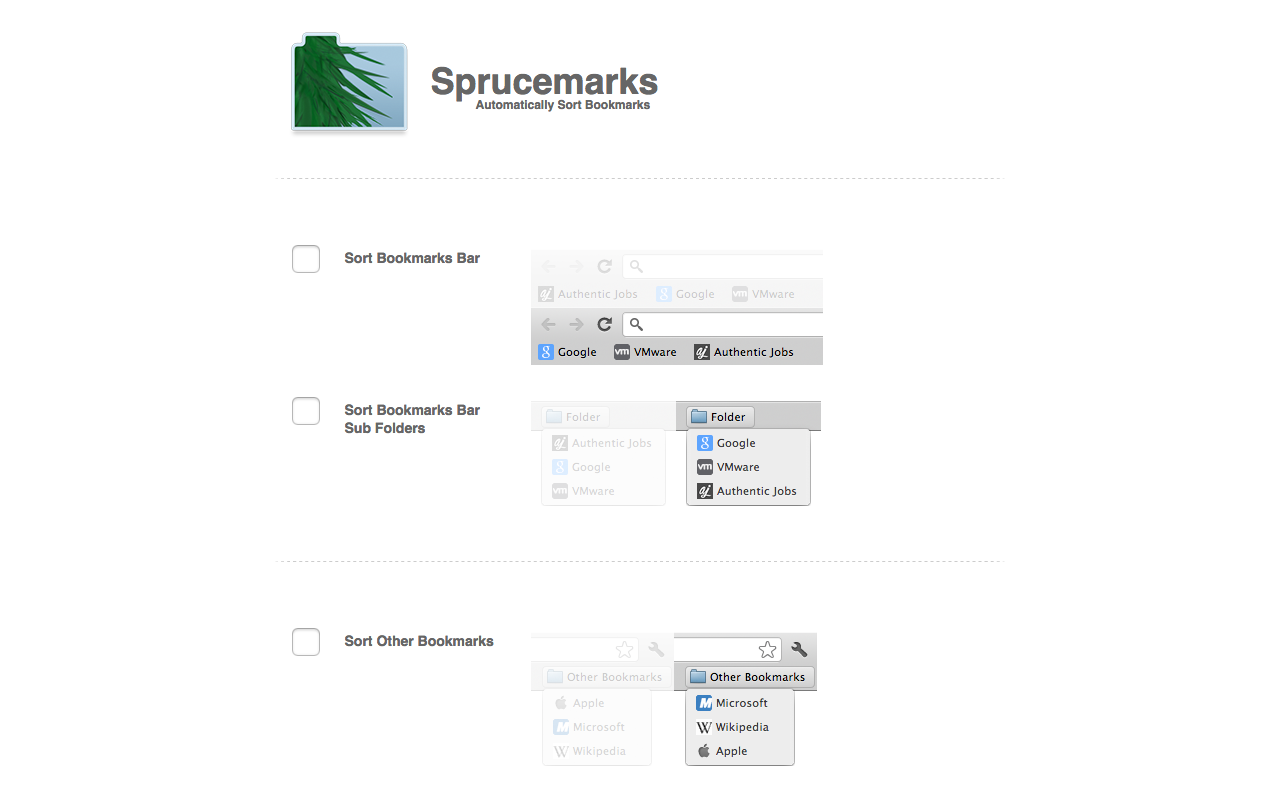 Sprucemarks
Automatically Sort Bookmarks
Sort Bookmarks Bar
Authentic Jobs Google VMware
Google VMware Authentic Jobs
Sort Bookmarks Bar
Sub Folders
Folder
Authentic Jobs
Google
VMware
Folder
Google
VMware
Authentic Jobs
Sort Other Bookmarks
Other Bookmarks
Apple
Microsoft
Wikipedia
Other Bookmarks
Microsoft
Wikipedia
Apple